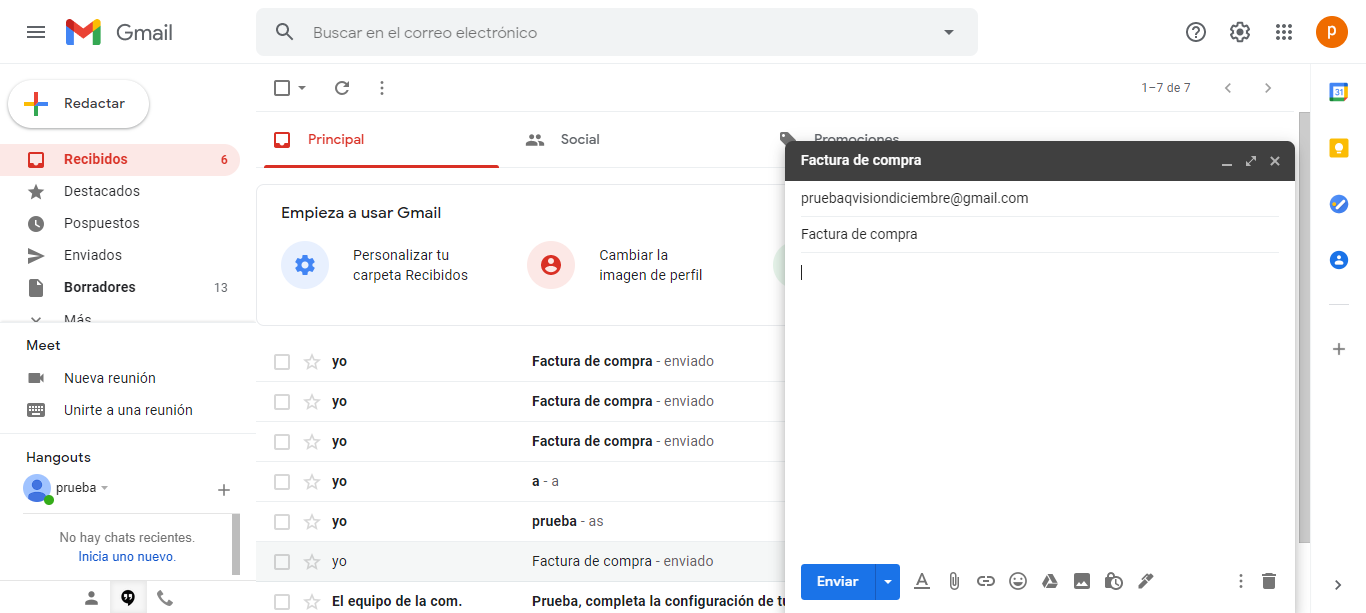 Gmail
Buscar en el correo electrónico
p
Redactar
1–7 de 7
31
Recibidos 6
Destacados
Pospuestos
Enviados
Borradores 13
Más
Meet
Nueva reunión
Unirte a una reunión
Hangouts
prueba
No hay chats recientes.
Inicia uno nuevo.
Principal
Social
Promociones
Empieza a usar Gmail
Personalizar tu
carpeta Recibidos
Cambiar la
imagen de perfil
yo Factura de compra - enviado
yo Factura de compra - enviado
yo Factura de compra - enviado
yo a - a
yo prueba - as
yo Factura de compra - enviado
El equipo de la com. Prueba, completa la configuración de
Factura de compra
pruebaqvisiondiciembre@gmail.com
Factura de compra
Enviar